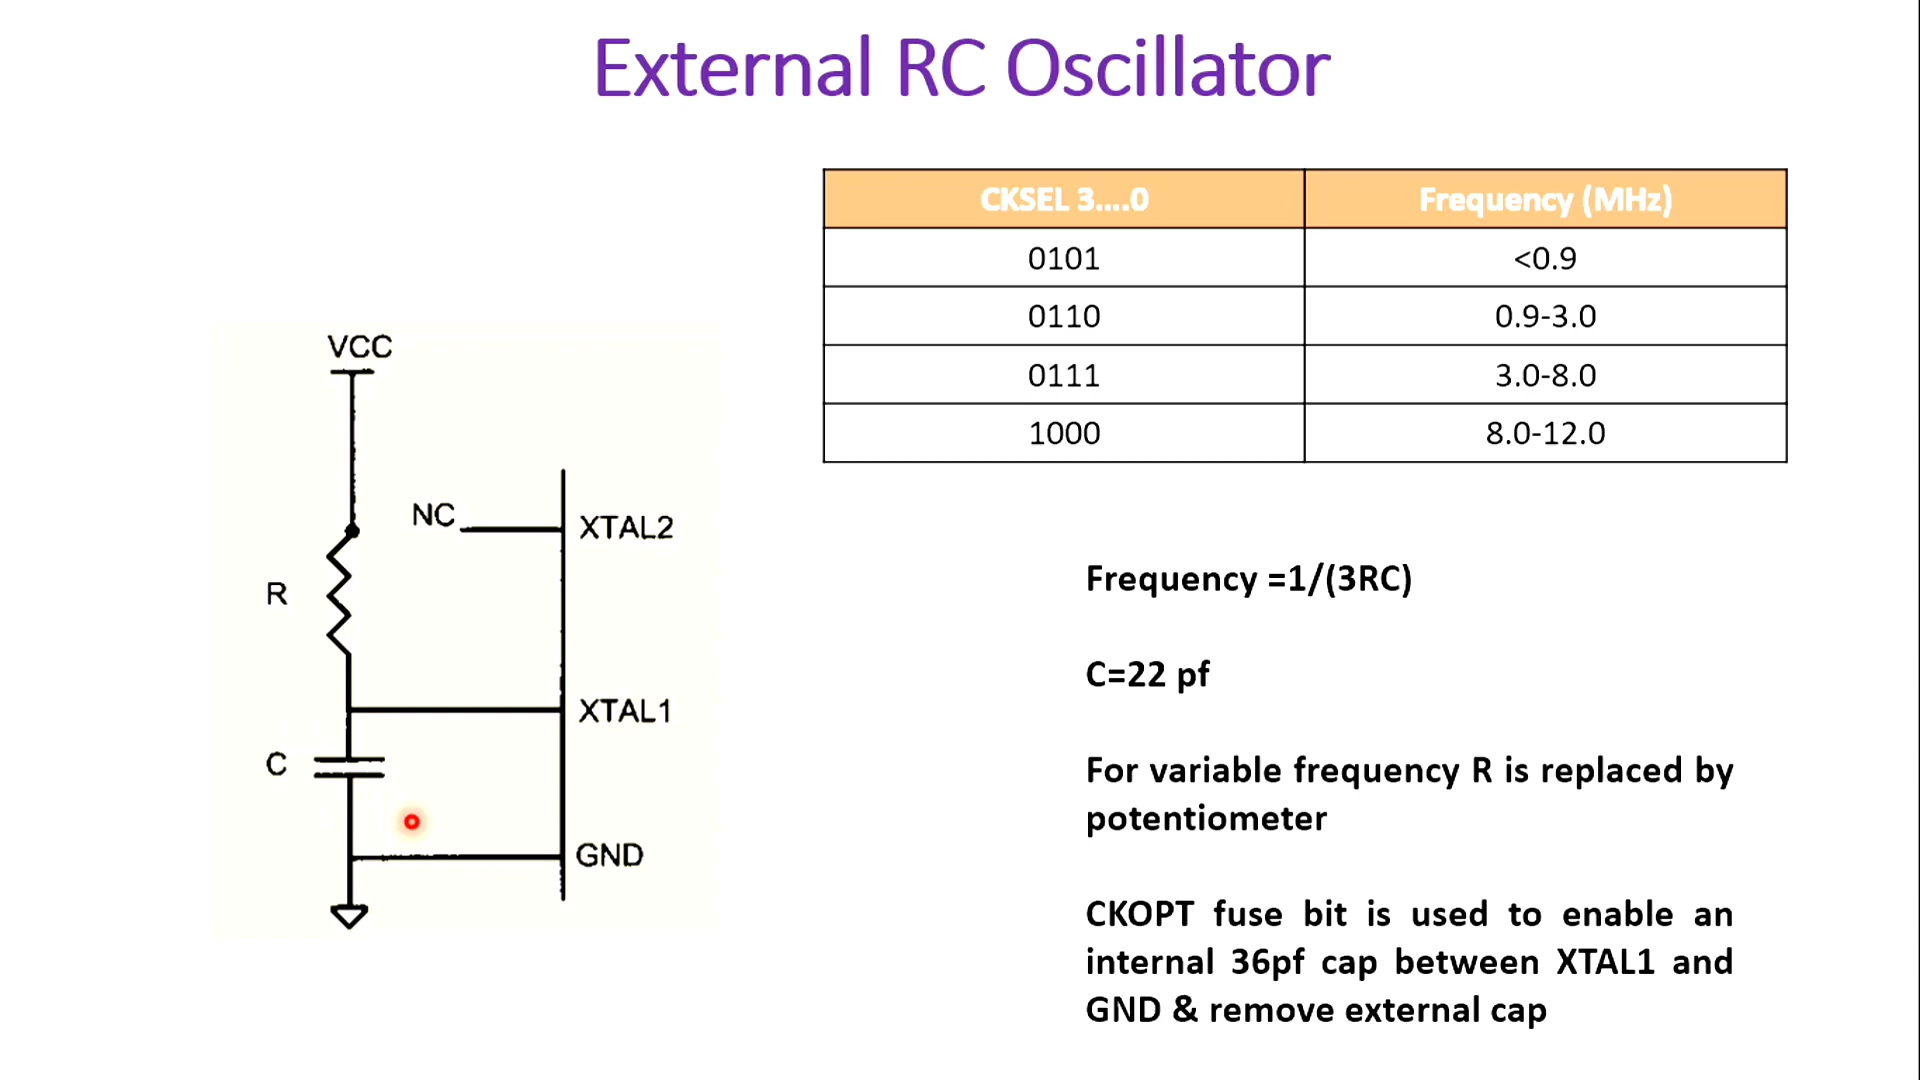 External RC Oscillator
CKSEL 3....0 Frequency (MHz)
0101 <0.9
0110 0.9-3.0
0111 3.0-8.0
1000 8.0-12.0
VCC
NC
XTAL2
R
XTAL1
C
GND
Frequency =1/(3RC)
C=22 pf
For variable frequency R is replaced by
potentiometer
CKOPT fuse bit is used to enable an
internal 36pf cap between XTAL1 and
GND & remove external cap